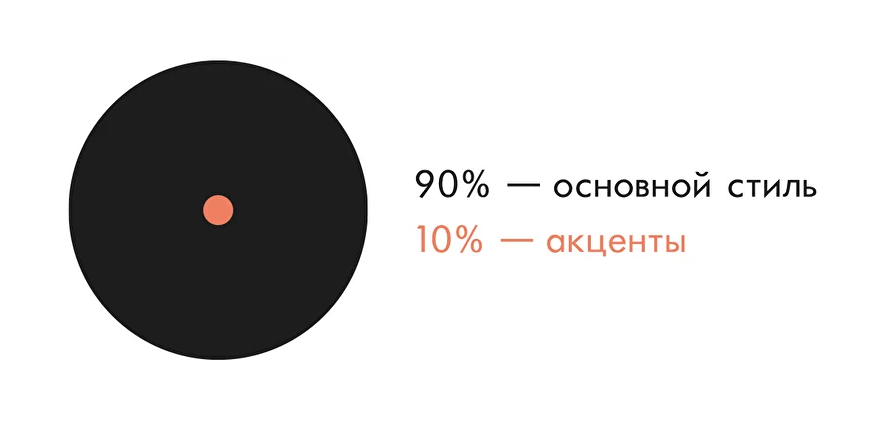 90% — основной стиль
10% — акценты